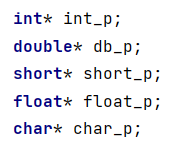 int* int_p;
double* db_p;
short* short_p;
float* float_p;
char* char_p;